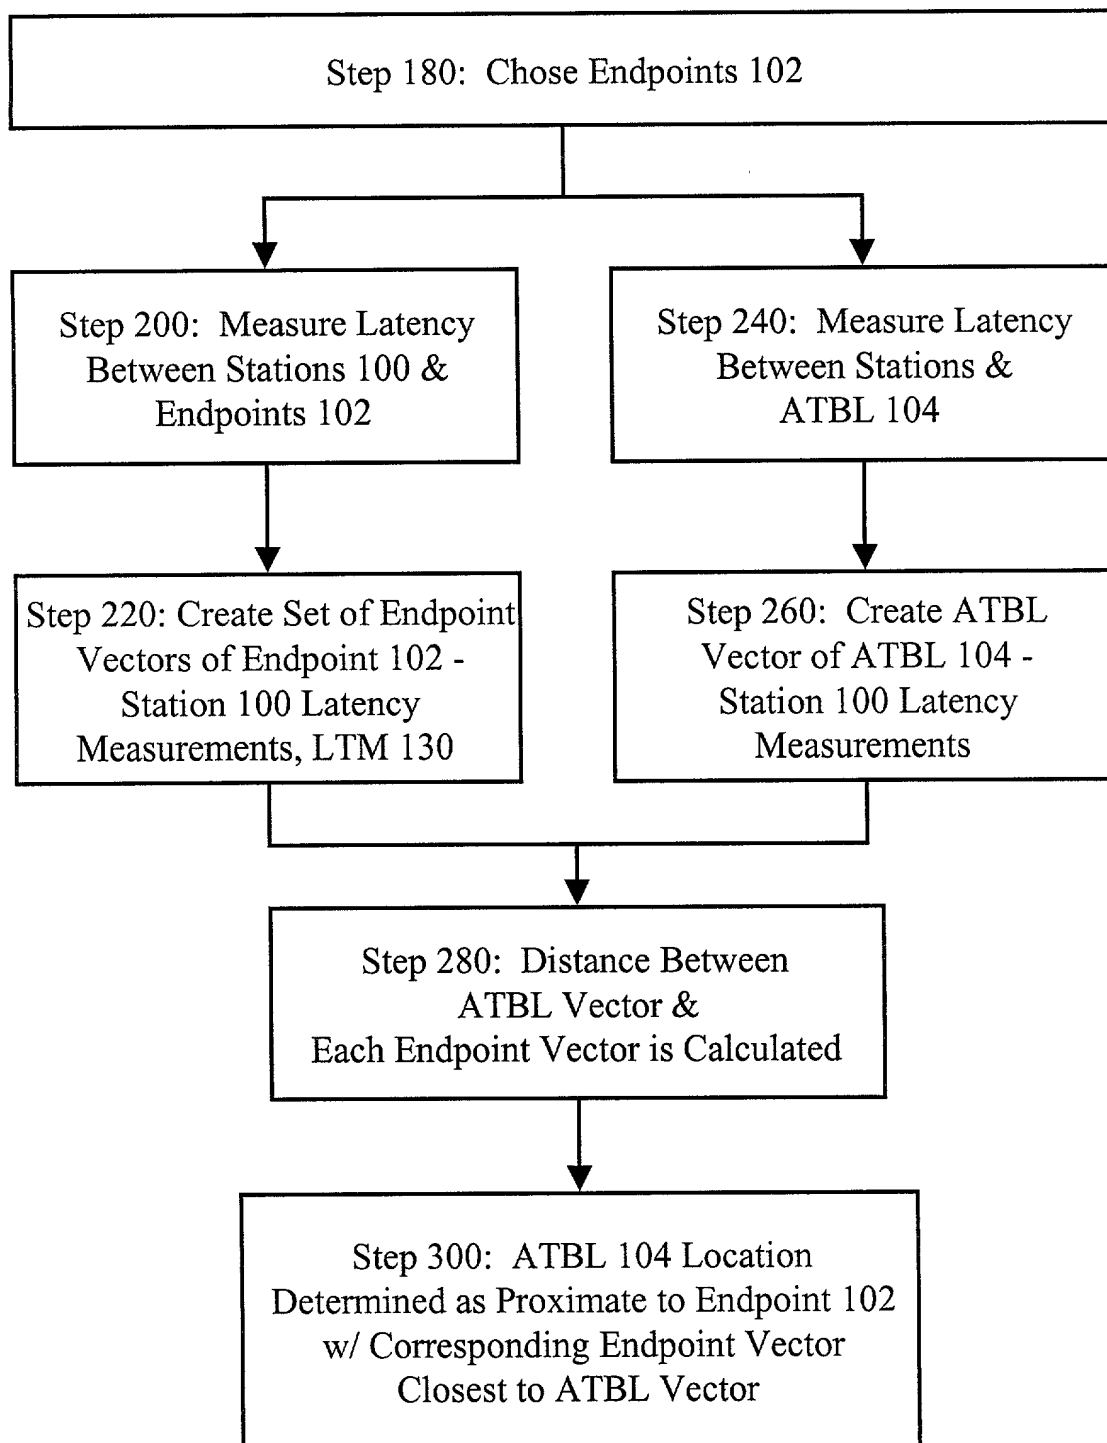 Step 180: Chose Endpoints 102
Step 200: Measure Latency
Between Stations 100 &
Endpoints 102
Step 240: Measure Latency
Between Stations &
ATBL 104
Step 220: Create Set of Endpoint
Vectors of Endpoint 102 -
Station 100 Latency
Measurements, LTM 130
Step 260: Create ATBL
Vector of ATBL 104 -
Station 100 Latency
Measurements
Step 280: Distance Between
ATBL Vector &
Each Endpoint Vector is Calculated
Step 300: ATBL 104 Location
Determined as Proximate to Endpoint 102
w/ Corresponding Endpoint Vector
Closest to ATBL Vector